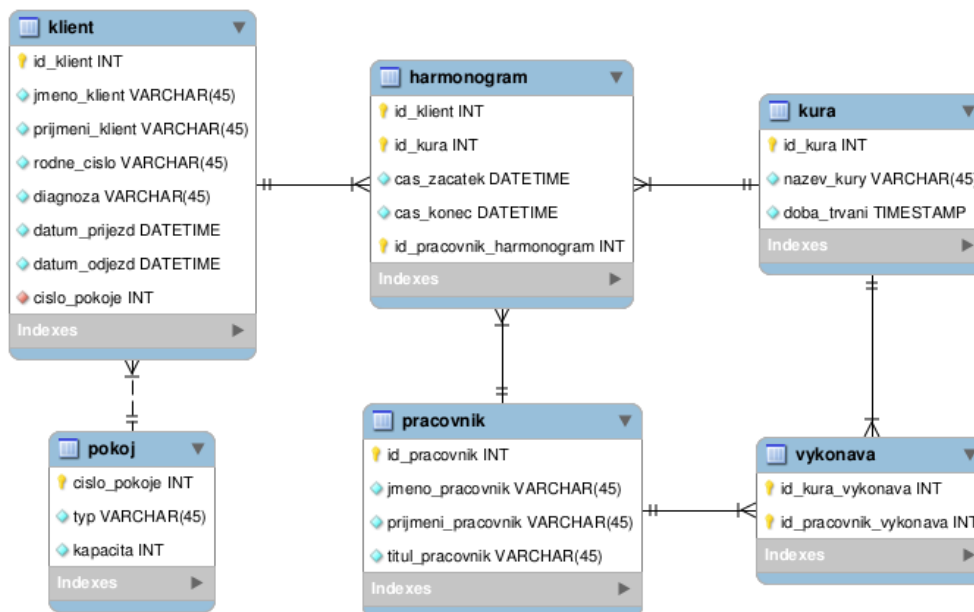 klient
id_klient INT
jmeno_klient VARCHAR(45)
prijmeni_klient VARCHAR(45)
rodne_cislo VARCHAR(45)
diagnoza VARCHAR(45)
datum_prijezd DATETIME
datum_odjezd DATETIME
cislo_pokoje INT
Indexes
harmonogram
id_klient INT
id_kura INT
cas_zacatek DATETIME
cas_konec DATETIME
id_pracovnik_harmonogram INT
Indexes
kura
id_kura INT
nazev_kury VARCHAR(45)
doba_trvani TIMESTAMP
Indexes
pokoj
cislo_pokoje INT
typ VARCHAR(45)
kapacita INT
Indexes
pracovnik
id_pracovnik INT
jmeno_pracovnik VARCHAR(45)
prijmeni_pracovnik VARCHAR(45)
titul_pracovnik VARCHAR(45)
Indexes
vykonava
id_kura_vykonava INT
id_pracovnik_vykonava INT
Indexes